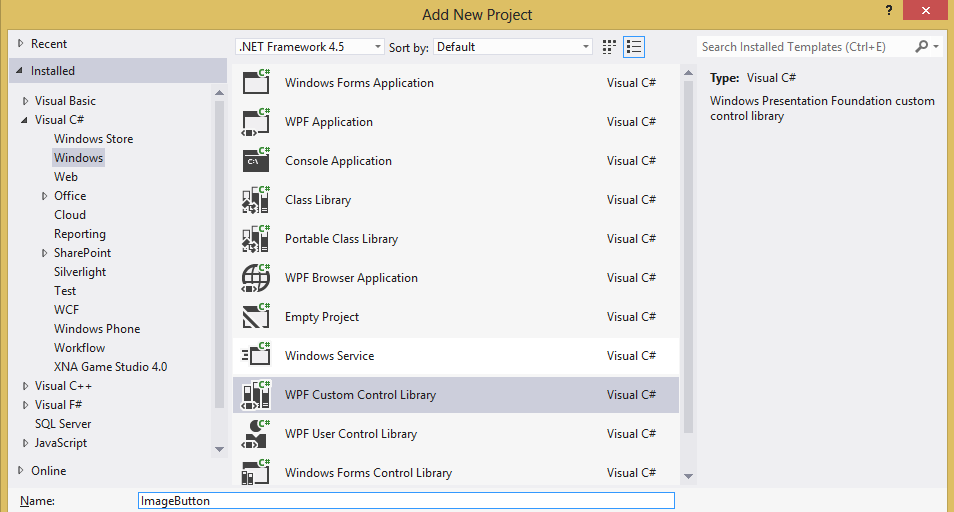 Add New Project
?
Recent
Installed
Visual Basic
Visual C#
Windows Store
Windows
Web
Office
Cloud
Reporting
SharePoint
Silverlight
Test
WCF
Windows Phone
Workflow
XNA Game Studio 4.0
Visual C++
Visual F#
SQL Server
JavaScript
Online
.NET Framework 4.5 Sort by: Default
C# Windows Forms Application Visual C#
C# WPF Application Visual C#
C# C:\ Console Application Visual C#
C# Class Library Visual C#
C# Portable Class Library Visual C#
C# WPF Browser Application Visual C#
C# Empty Project Visual C#
C# Windows Service Visual C#
C# WPF Custom Control Library Visual C#
C# WPF User Control Library Visual C#
C# Windows Forms Control Library Visual C#
Search Installed Templates (Ctrl+E)
Type: Visual C#
Windows Presentation Foundation custom
control library
Name: ImageButton